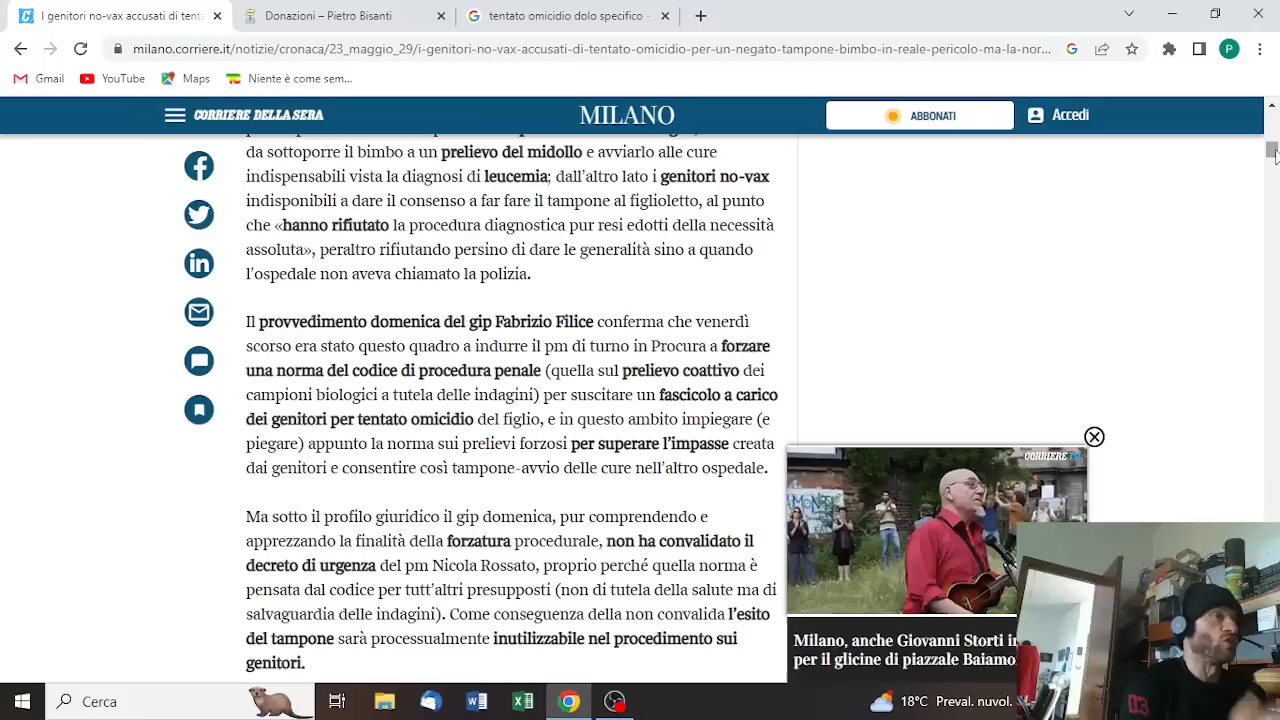 I genitori no-vax accusati di tent
Donazioni – Pietro Bisanti
tentato omicidio dolo specifico -
milano.corriere.it/notizie/cronaca/23_maggio_29/i-genitori-no-vax-accusati-di-tentato-omicidio-per-un-negato-tampone-bimbo-in-reale-pericolo-ma-la-nor...
P
Gmail
YouTube
Maps
Niente è come sem...
CORRIERE DELLA SERA
MILANO
ABBONATI
Accedi
da sottoporre il bimbo a un prelievo del midollo e avviarlo alle cure
indispensabili vista la diagnosi di leucemia; dall'altro lato i genitori no-vax
indisponibili a dare il consenso a far fare il tampone al figlioletto, al punto
che «hanno rifiutato la procedura diagnostica pur resi edotti della necessità
assoluta», peraltro rifiutando persino di dare le generalità sino a quando
l'ospedale non aveva chiamato la polizia.
Il provvedimento domenica del gip Fabrizio Filice conferma che venerdì
scorso era stato questo quadro a indurre il pm di turno in Procura a forzare
una norma del codice di procedura penale (quella sul prelievo coattivo dei
campioni biologici a tutela delle indagini) per suscitare un fascicolo a carico
dei genitori per tentato omicidio del figlio, e in questo ambito impiegare (e
piegare) appunto la norma sui prelievi forzosi per superare l'impasse creata
dai genitori e consentire così tampone-avvio delle cure nell'altro ospedale.
Ma sotto il profilo giuridico il gip domenica, pur comprendendo e
apprezzando la finalità della forzatura procedurale, non ha convalidato il
decreto di urgenza del pm Nicola Rossato, proprio perché quella norma è
pensata dal codice per tutt'altri presupposti (non di tutela della salute ma di
salvaguardia delle indagini). Come conseguenza della non convalida l'esito
del tampone sarà processualmente inutilizzabile nel procedimento sui
genitori.
CORRIERE TV
Milano, anche Giovanni Storti in
per il glicine di piazzale Baiamo
03
Cerca
18°C Preval. nuvol.